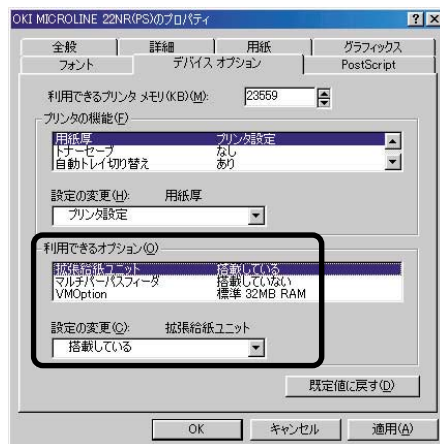 OKI MICROLINE 22NR(PS)のプロパティ
全般 詳細 用紙 グラフィックス
フォント デバイス オプション PostScript
利用できるプリンタ メモリ(KB)(M): 23559
プリンタの機能(F)
用紙厚 プリンタ設定
トナーセーブ なし
自動トレイ切り替え あり
設定の変更(H): 用紙厚
プリンタ設定
利用できるオプション(O)
拡張給紙ユニット 搭載している
マルチパーパスフィーダ 搭載していない
VMOption 標準 32MB RAM
設定の変更(C): 拡張給紙ユニット
搭載している
既定値に戻す(D)
OK キャンセル 適用(A)